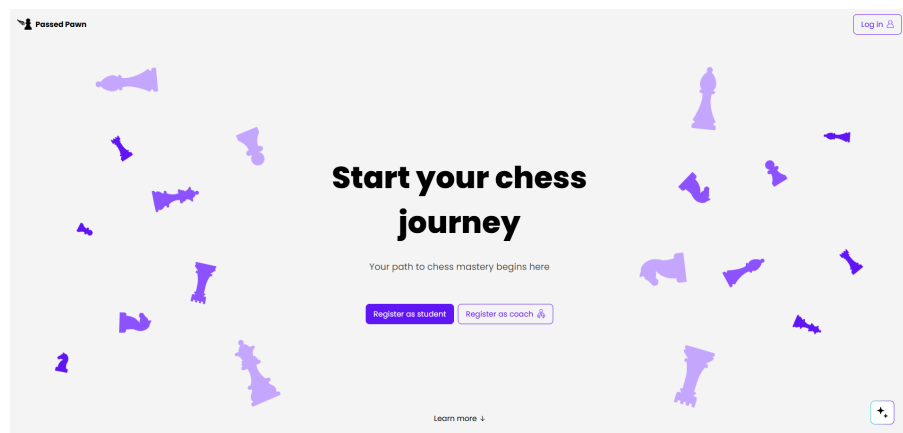 Passed Pawn
Log in
Start your chess
journey
Your path to chess mastery begins here
Register as student
Register as coach
Learn more ↓